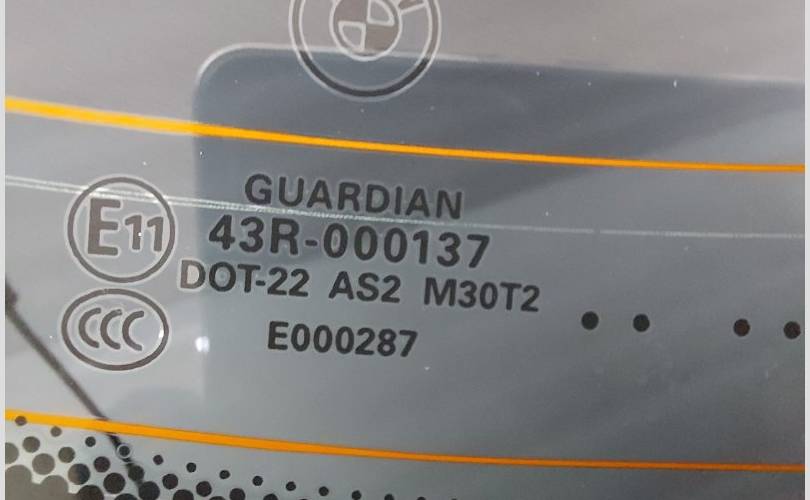 GUARDIAN
E11 43R-000137
DOT-22 AS2 M30T2
CCC E000287